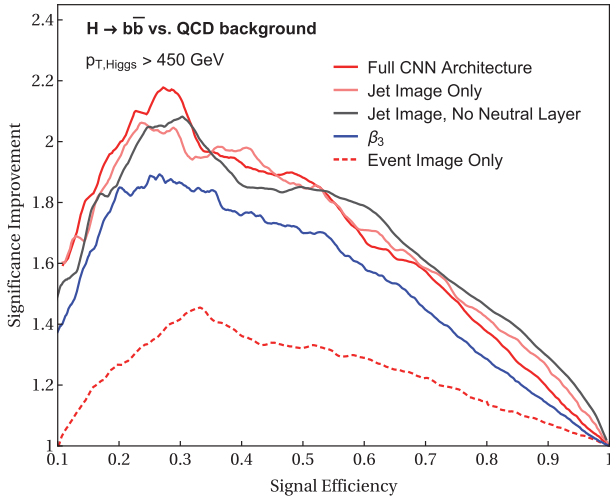 H → bb̅ vs. QCD background
p_T,Higgs > 450 GeV
Full CNN Architecture
Jet Image Only
Jet Image, No Neutral Layer
β₃
Event Image Only
Significance Improvement
2.4
2.2
2
1.8
1.6
1.4
1.2
1
0.1 0.2 0.3 0.4 0.5 0.6 0.7 0.8 0.9 1
Signal Efficiency